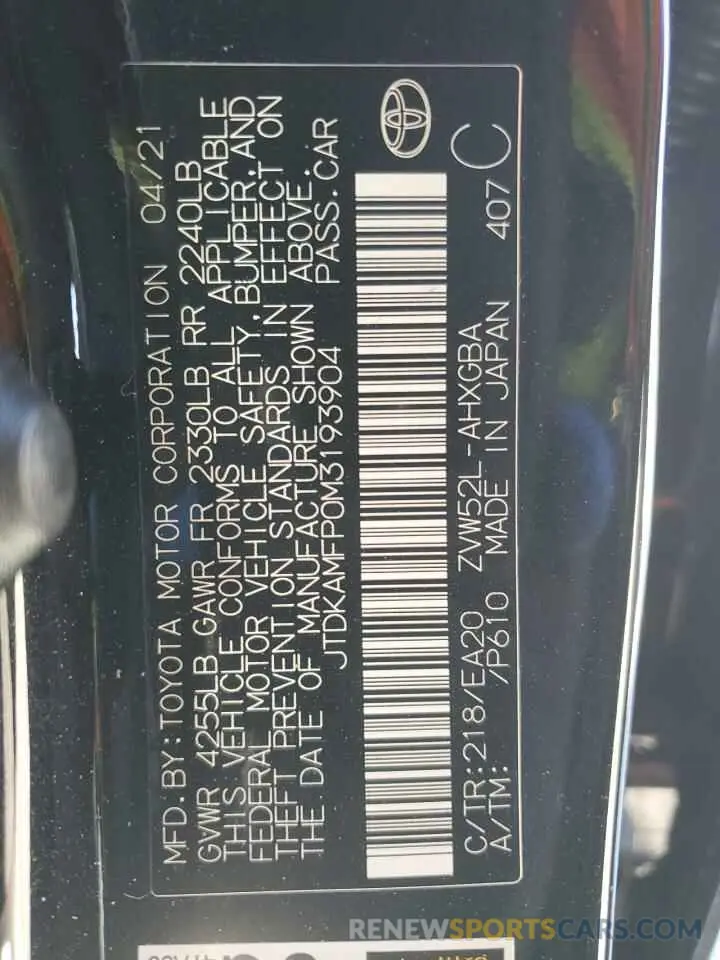 MFD.BY:TOYOTA MOTOR CORPORATION 04/21
GVWR 4255LB GAWR FR 2330LB RR 2240LB
THIS VEHICLE CONFORMS TO ALL APPLICABLE
FEDERAL MOTOR VEHICLE SAFETY,BUMPER,AND
THEFT PREVENTION STANDARDS IN EFFECT ON
THE DATE OF MANUFACTURE SHOWN ABOVE.
JTDKAMFP0M3193904 PASS.CAR
C/TR:218/EA20 ZVW52L-AHXGBA
A/TM: /P610 MADE IN JAPAN 407 C
RENEWSPORTSCARS.COM